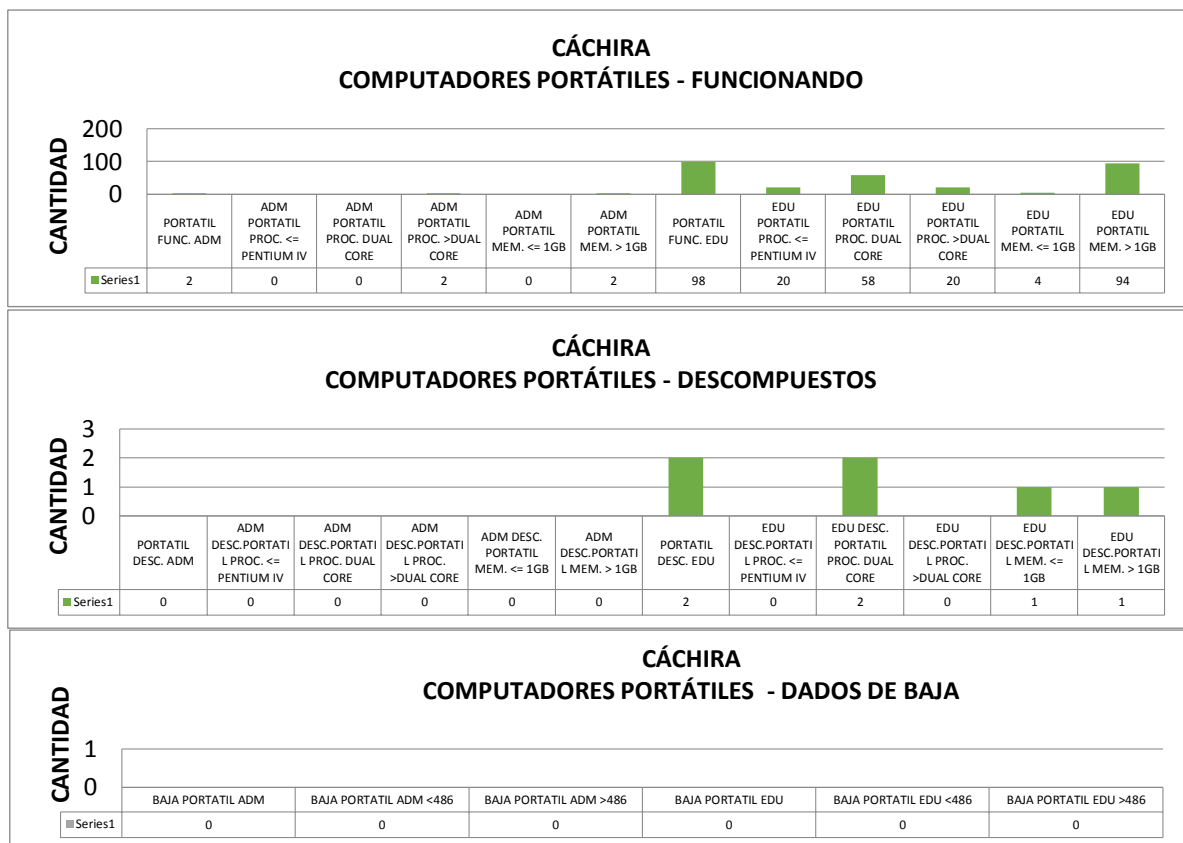 CÁCHIRA
COMPUTADORES PORTÁTILES - FUNCIONANDO
CANTIDAD
200
100
0
PORTATIL FUNC. ADM
ADM PORTATIL PROC. <= PENTIUM IV
ADM PORTATIL PROC. DUAL CORE
ADM PORTATIL PROC. >DUAL CORE
ADM PORTATIL MEM. <= 1GB
ADM PORTATIL MEM. > 1GB
PORTATIL FUNC. EDU
EDU PORTATIL PROC. <= PENTIUM IV
EDU PORTATIL PROC. DUAL CORE
EDU PORTATIL PROC. >DUAL CORE
EDU PORTATIL MEM. <= 1GB
EDU PORTATIL MEM. > 1GB
Series1 2 0 0 2 0 2 98 20 58 20 4 94
CÁCHIRA
COMPUTADORES PORTÁTILES - DESCOMPUESTOS
CANTIDAD
3
2
1
0
PORTATIL DESC. ADM
ADM DESC.PORTATI L PROC. <= PENTIUM IV
ADM DESC.PORTATI L PROC. DUAL CORE
ADM DESC.PORTATI L PROC. >DUAL CORE
ADM DESC. PORTATIL MEM. <= 1GB
ADM DESC.PORTATI L MEM. > 1GB
PORTATIL DESC. EDU
EDU DESC.PORTATI L PROC. <= PENTIUM IV
EDU DESC. PORTATIL PROC. DUAL CORE
EDU DESC.PORTATI L PROC. >DUAL CORE
EDU DESC.PORTATI L MEM. <= 1GB
EDU DESC.PORTATI L MEM. > 1GB
Series1 0 0 0 0 0 0 2 0 2 0 1 1
CÁCHIRA
COMPUTADORES PORTÁTILES - DADOS DE BAJA
CANTIDAD
1
0
BAJA PORTATIL ADM BAJA PORTATIL ADM <486 BAJA PORTATIL ADM >486 BAJA PORTATIL EDU BAJA PORTATIL EDU <486 BAJA PORTATIL EDU >486
Series1 0 0 0 0 0 0